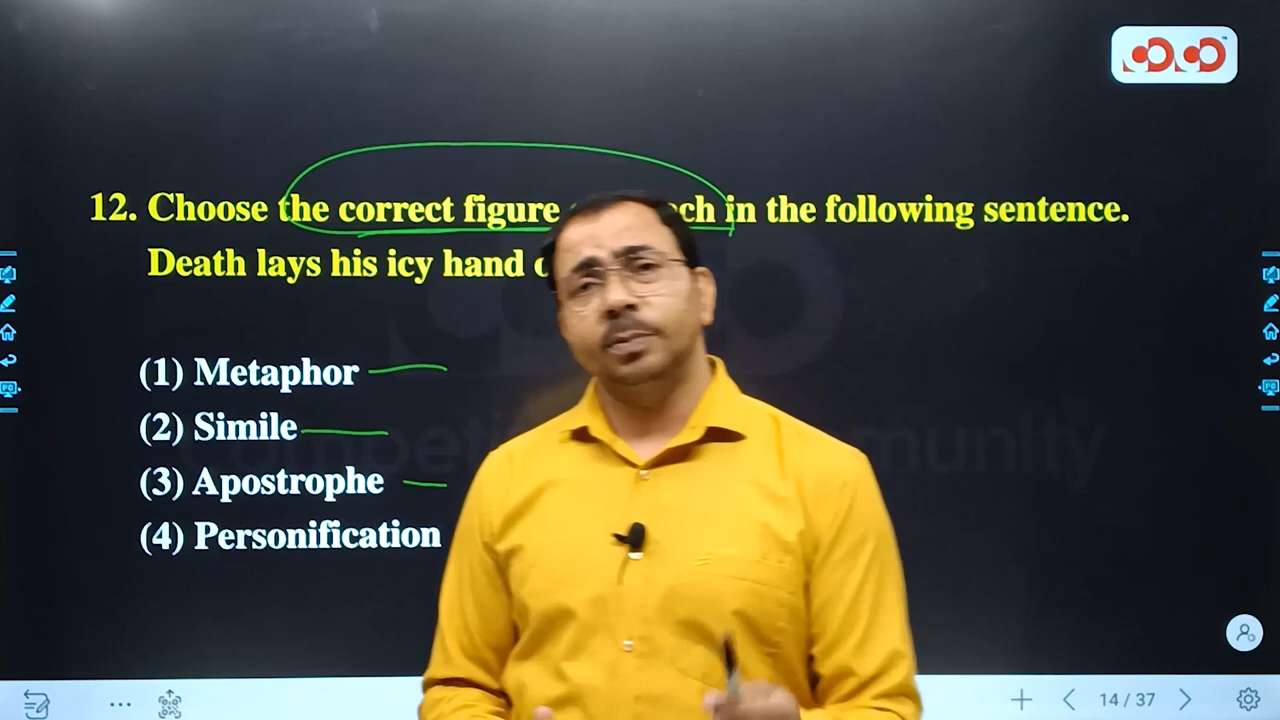 12. Choose the correct figure ch in the following sentence.
Death lays his icy hand
(1) Metaphor
(2) Simile
(3) Apostrophe
(4) Personification
14 / 37